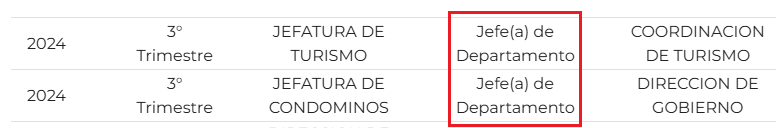 3° JEFATURA DE Jefe(a) de COORDINACION
2024
Trimestre TURISMO Departamento DE TURISMO
3° JEFATURA DE Jefe(a) de DIRECCION DE
2024
Trimestre CONDOMINOS Departamento GOBIERNO